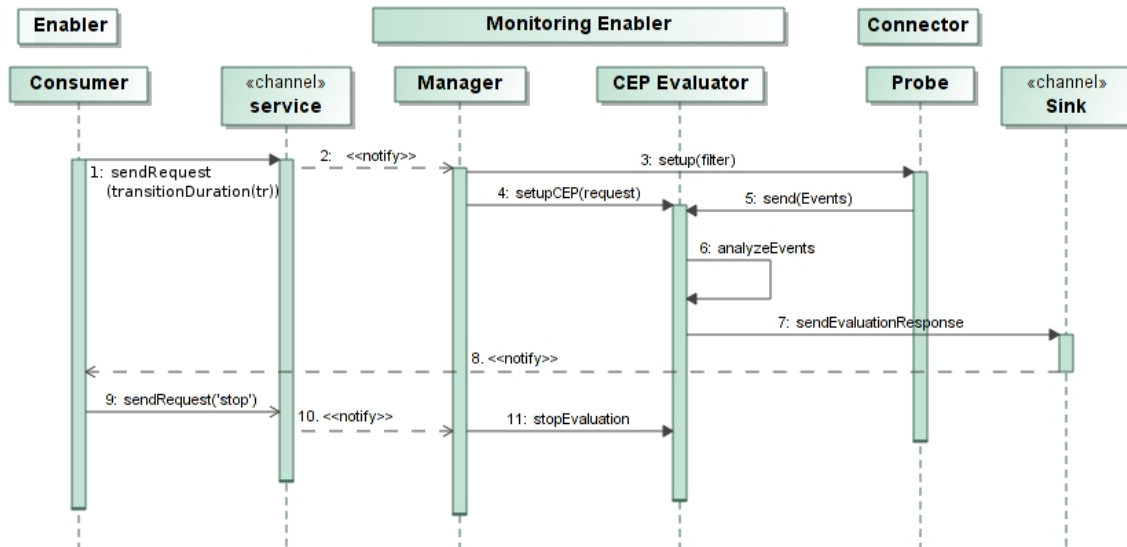 Enabler
Monitoring Enabler
Connector
Consumer
«channel»
service
Manager
CEP Evaluator
Probe
«channel»
Sink
1: sendRequest
(transitionDuration(tr))
2: <<notify>>
3: setup(filter)
4: setupCEP(request)
5: send(Events)
6: analyzeEvents
7: sendEvaluationResponse
8. <<notify>>
9: sendRequest('stop')
10. <<notify>>
11: stopEvaluation